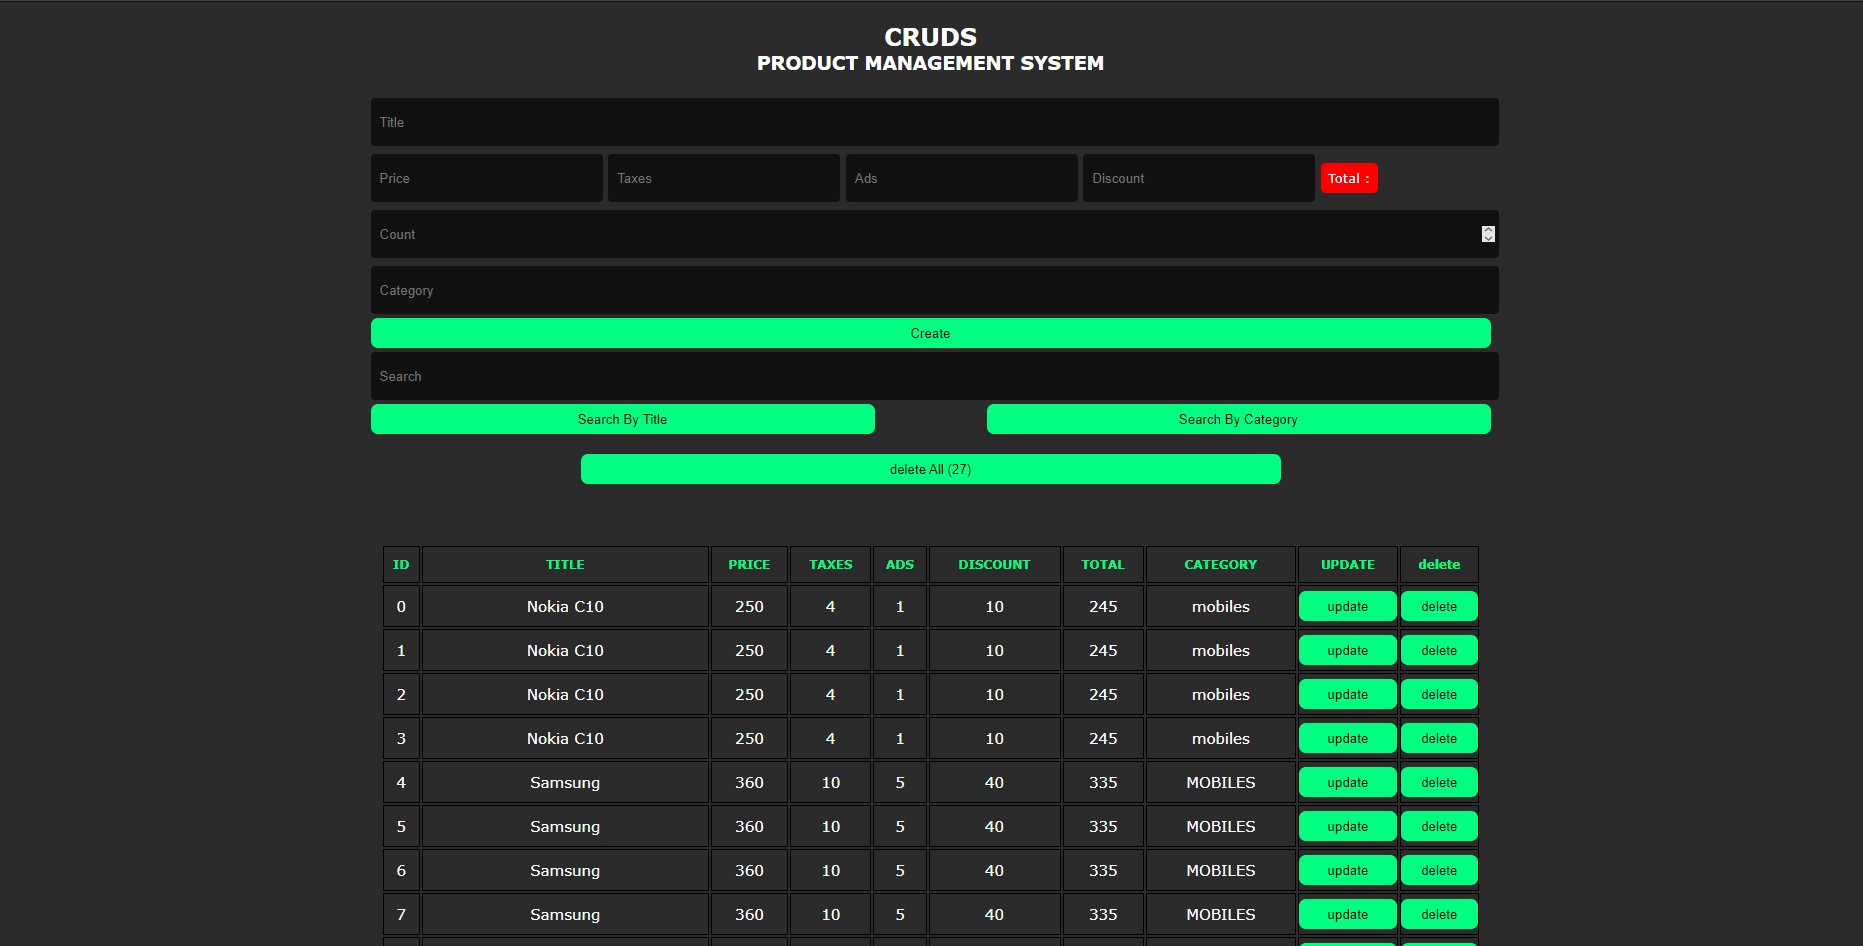 CRUDS
PRODUCT MANAGEMENT SYSTEM
Title
Price Taxes Ads Discount Total :
Count
Category
Create
Search
Search By Title Search By Category
delete All (27)
ID TITLE PRICE TAXES ADS DISCOUNT TOTAL CATEGORY UPDATE delete
0 Nokia C10 250 4 1 10 245 mobiles update delete
1 Nokia C10 250 4 1 10 245 mobiles update delete
2 Nokia C10 250 4 1 10 245 mobiles update delete
3 Nokia C10 250 4 1 10 245 mobiles update delete
4 Samsung 360 10 5 40 335 MOBILES update delete
5 Samsung 360 10 5 40 335 MOBILES update delete
6 Samsung 360 10 5 40 335 MOBILES update delete
7 Samsung 360 10 5 40 335 MOBILES update delete